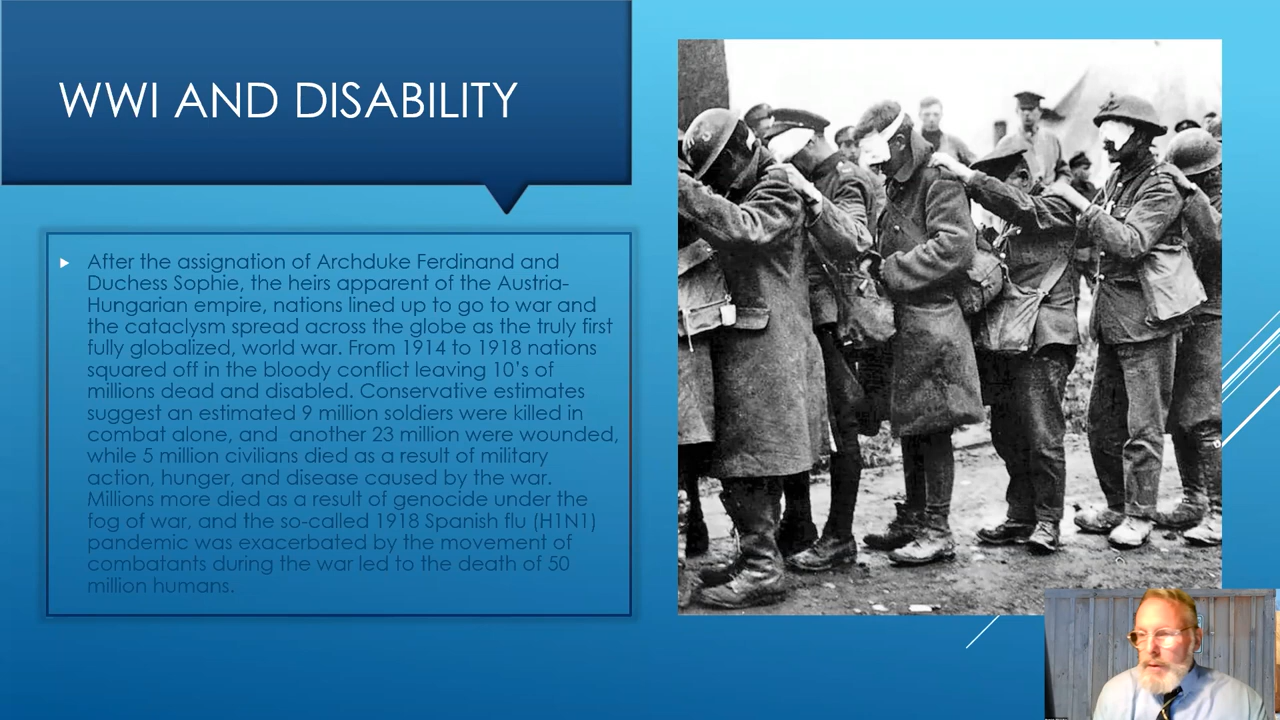 WWI AND DISABILITY
After the assignation of Archduke Ferdinand and
Duchess Sophie, the heirs apparent of the Austria-
Hungarian empire, nations lined up to go to war and
the cataclysm spread across the globe as the truly first
fully globalized, world war. From 1914 to 1918 nations
squared off in the bloody conflict leaving 10's of
millions dead and disabled. Conservative estimates
suggest an estimated 9 million soldiers were killed in
combat alone, and  another 23 million were wounded,
while 5 million civilians died as a result of military
action, hunger, and disease caused by the war.
Millions more died as a result of genocide under the
fog of war, and the so-called 1918 Spanish flu (H1N1)
pandemic was exacerbated by the movement of
combatants during the war led to the death of 50
million humans.